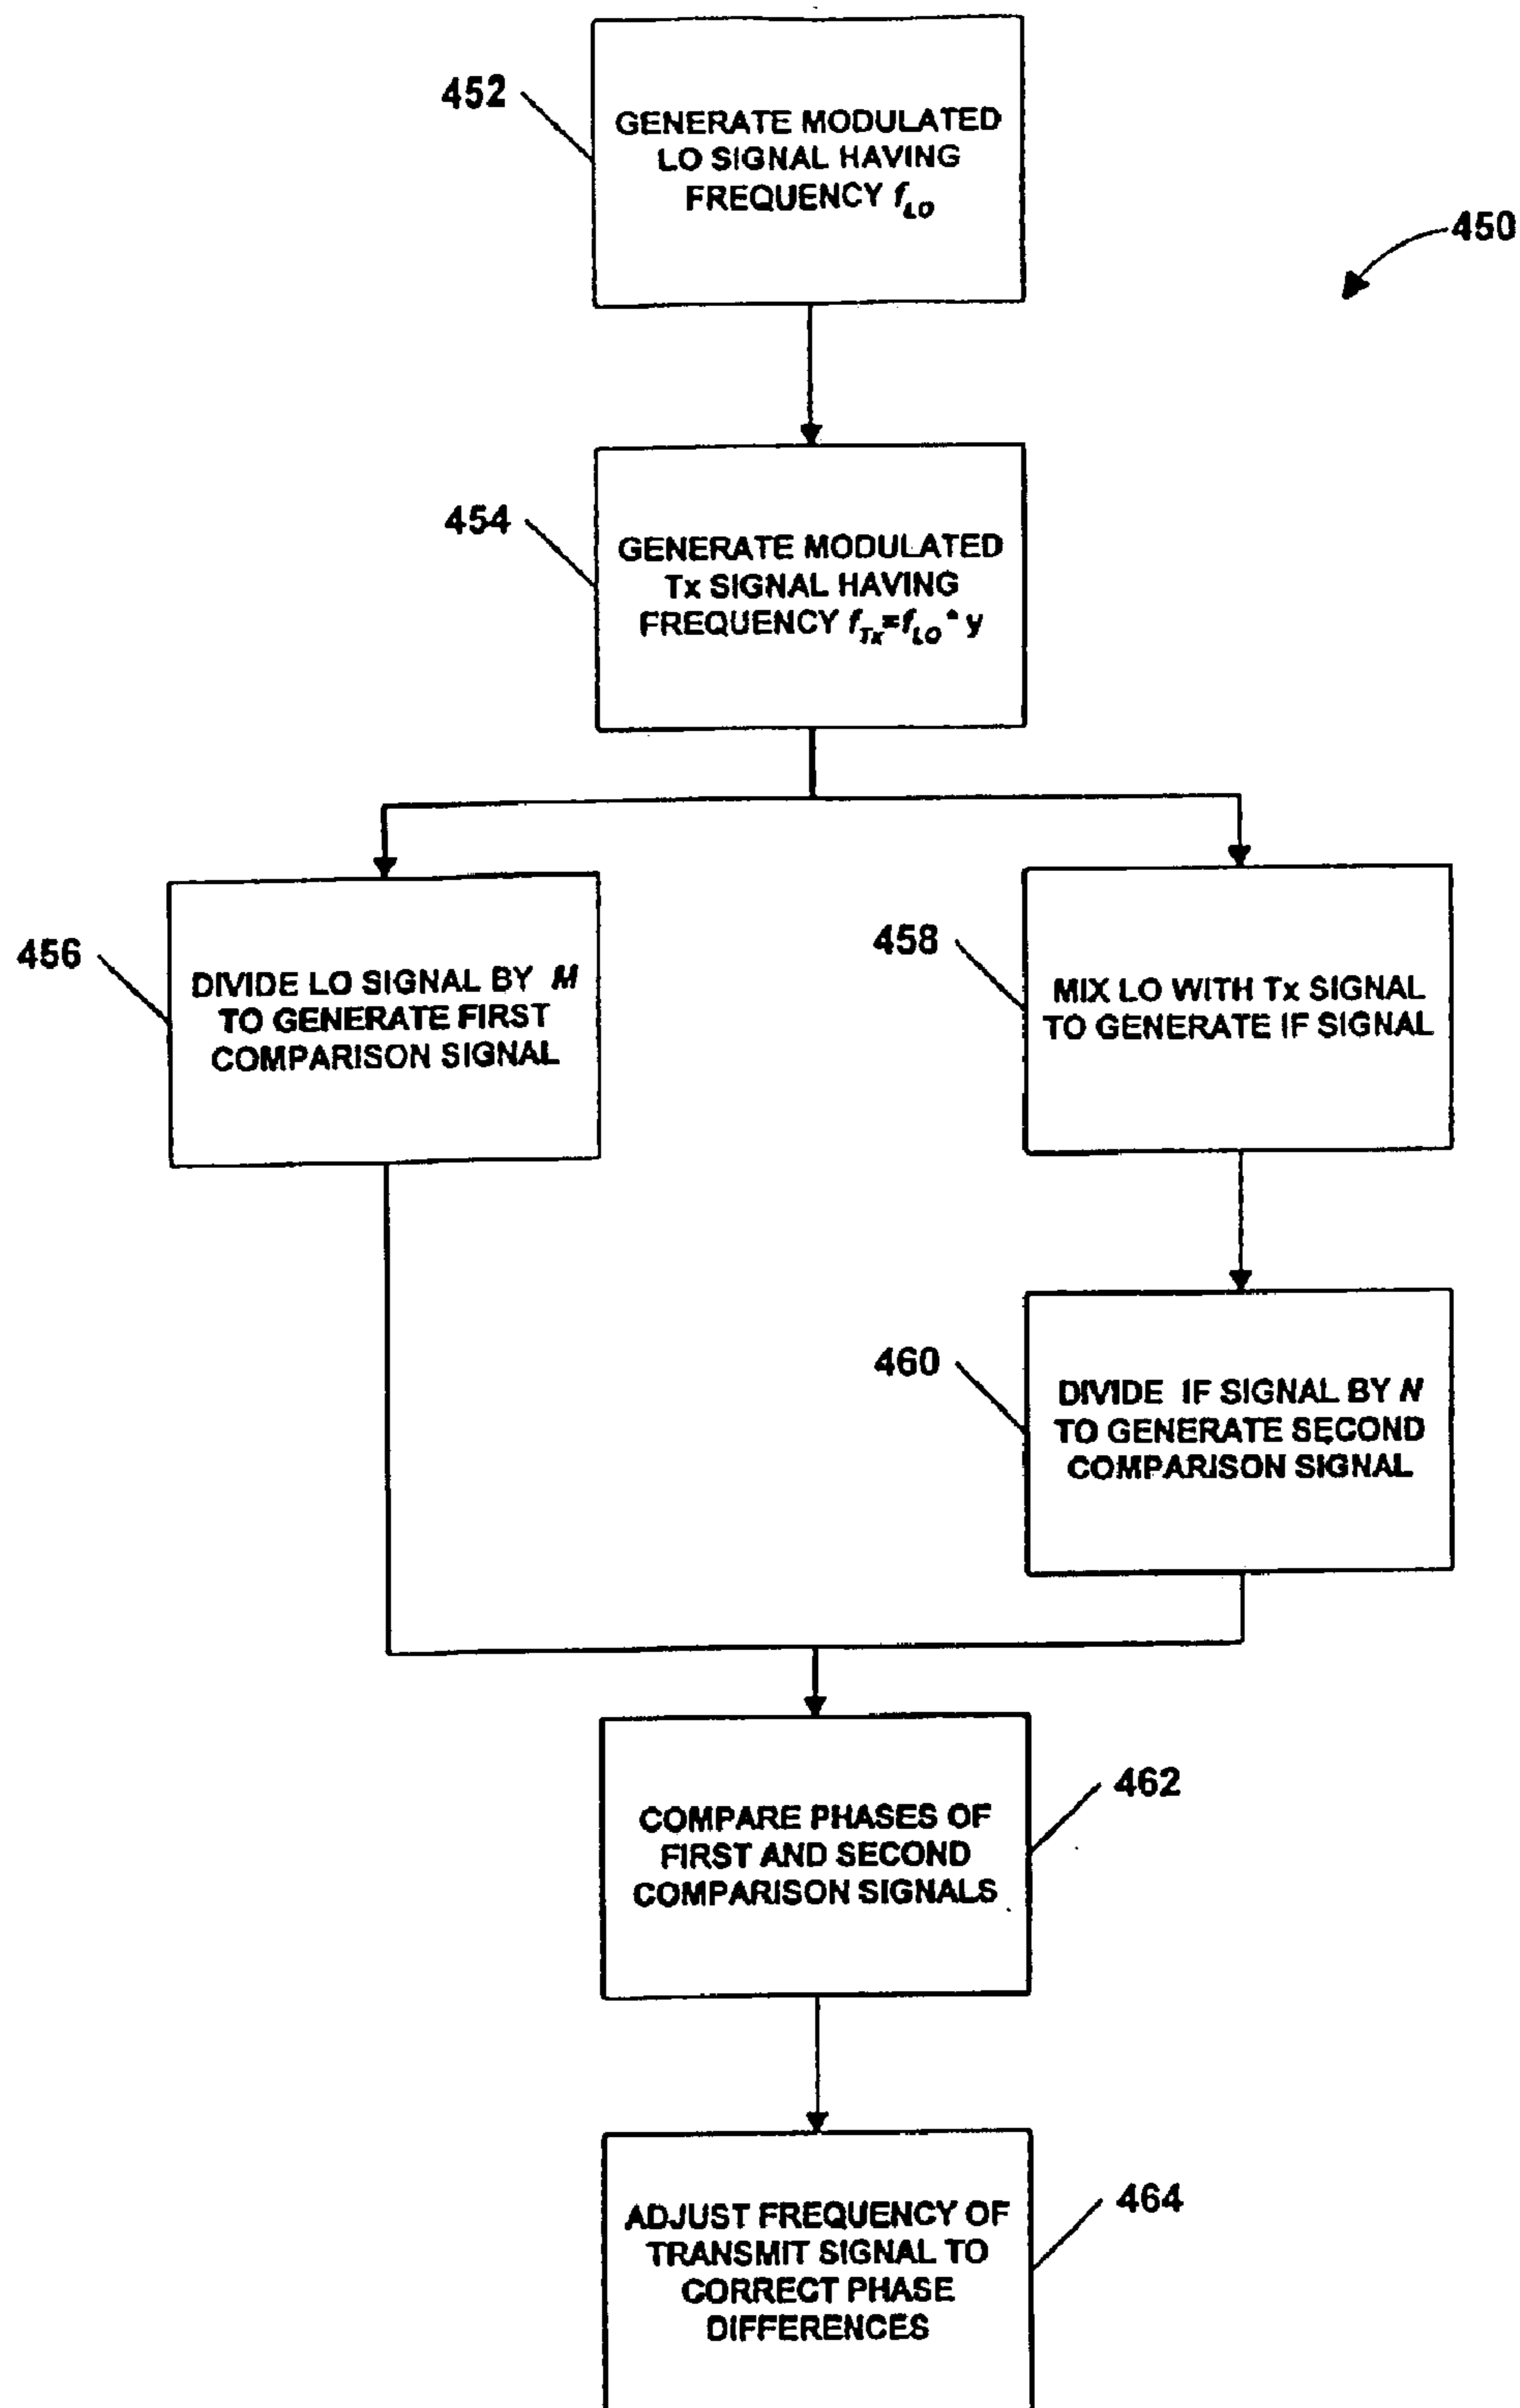 452
GENERATE MODULATED
LO SIGNAL HAVING
FREQUENCY f_LO
450
454
GENERATE MODULATED
Tx SIGNAL HAVING
FREQUENCY f_Tx=f_LO * y
456
DIVIDE LO SIGNAL BY M
TO GENERATE FIRST
COMPARISON SIGNAL
458
MIX LO WITH Tx SIGNAL
TO GENERATE IF SIGNAL
460
DIVIDE IF SIGNAL BY N
TO GENERATE SECOND
COMPARISON SIGNAL
462
COMPARE PHASES OF
FIRST AND SECOND
COMPARISON SIGNALS
464
ADJUST FREQUENCY OF
TRANSMIT SIGNAL TO
CORRECT PHASE
DIFFERENCES